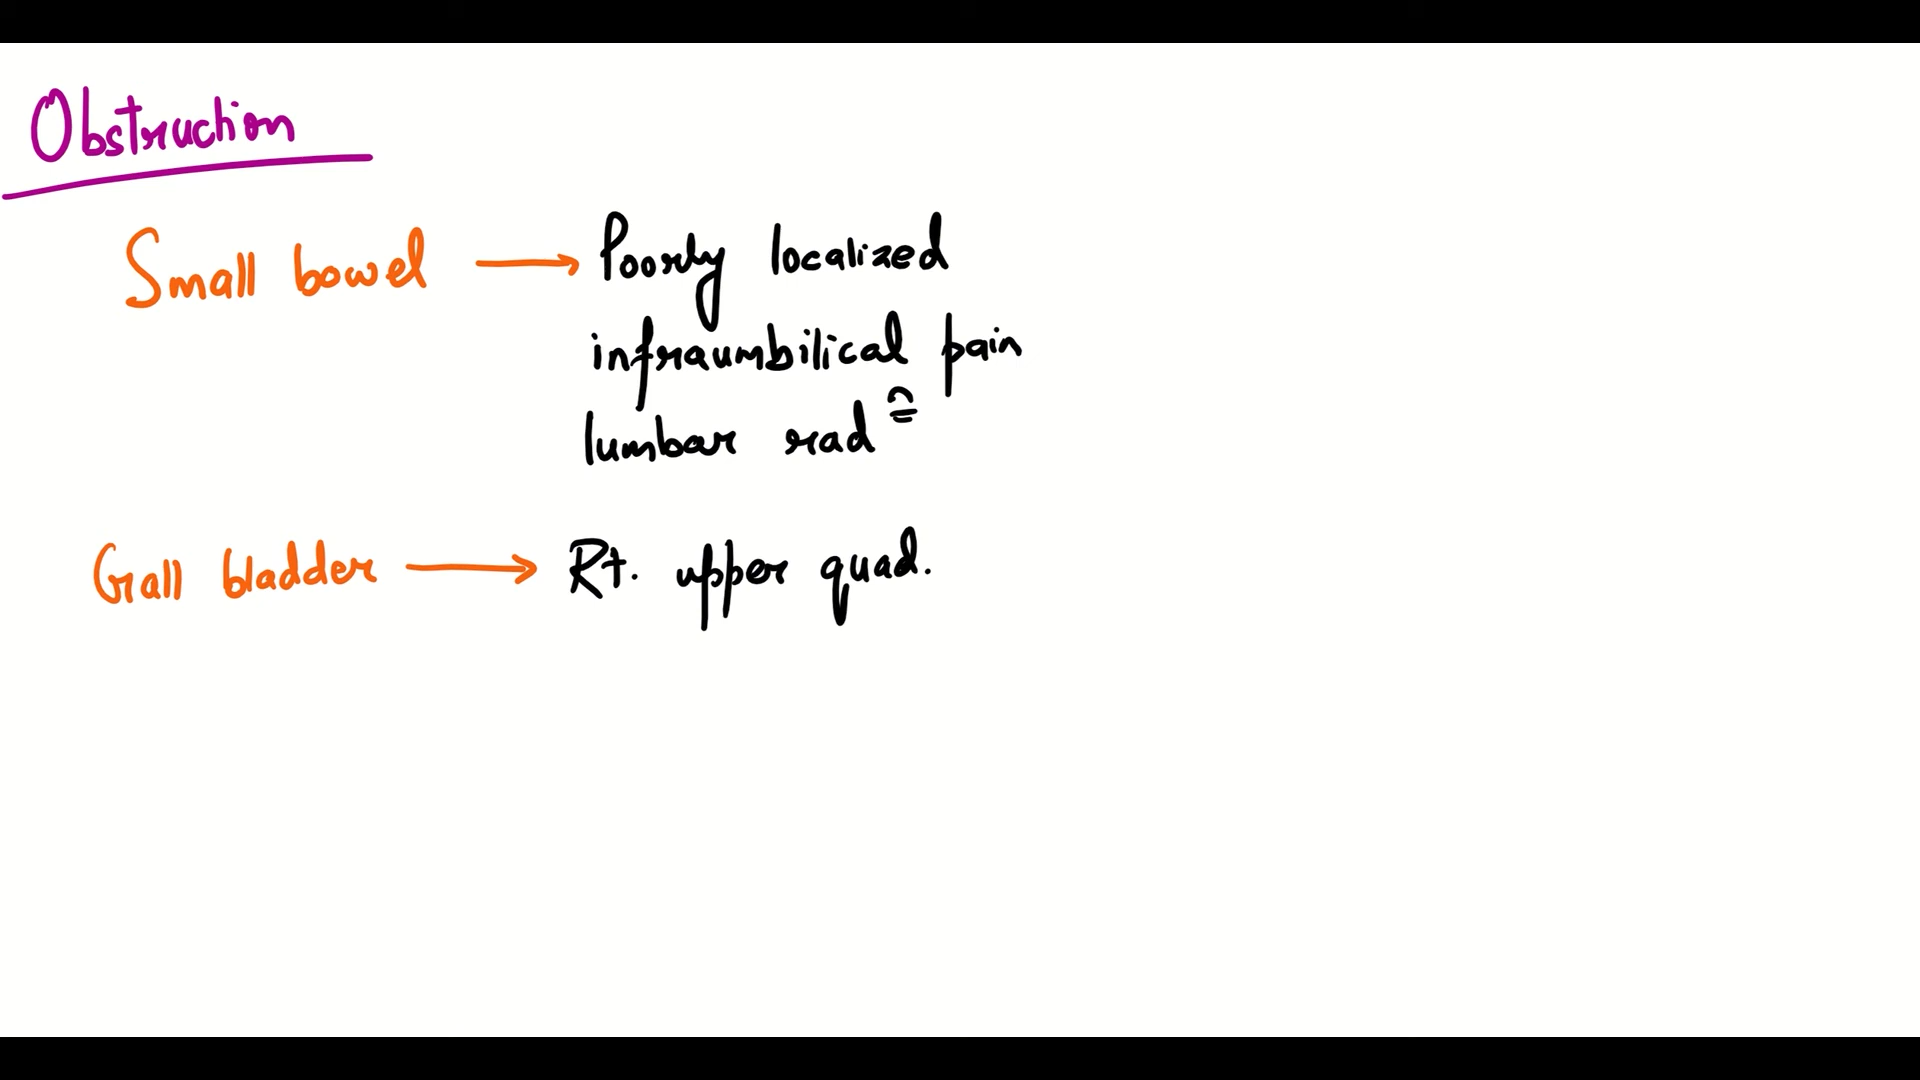 Obstruction
Small bowel → Poorly localized
infraumbilical pain
lumbar rad
Gall bladder → Rt. upper quad.